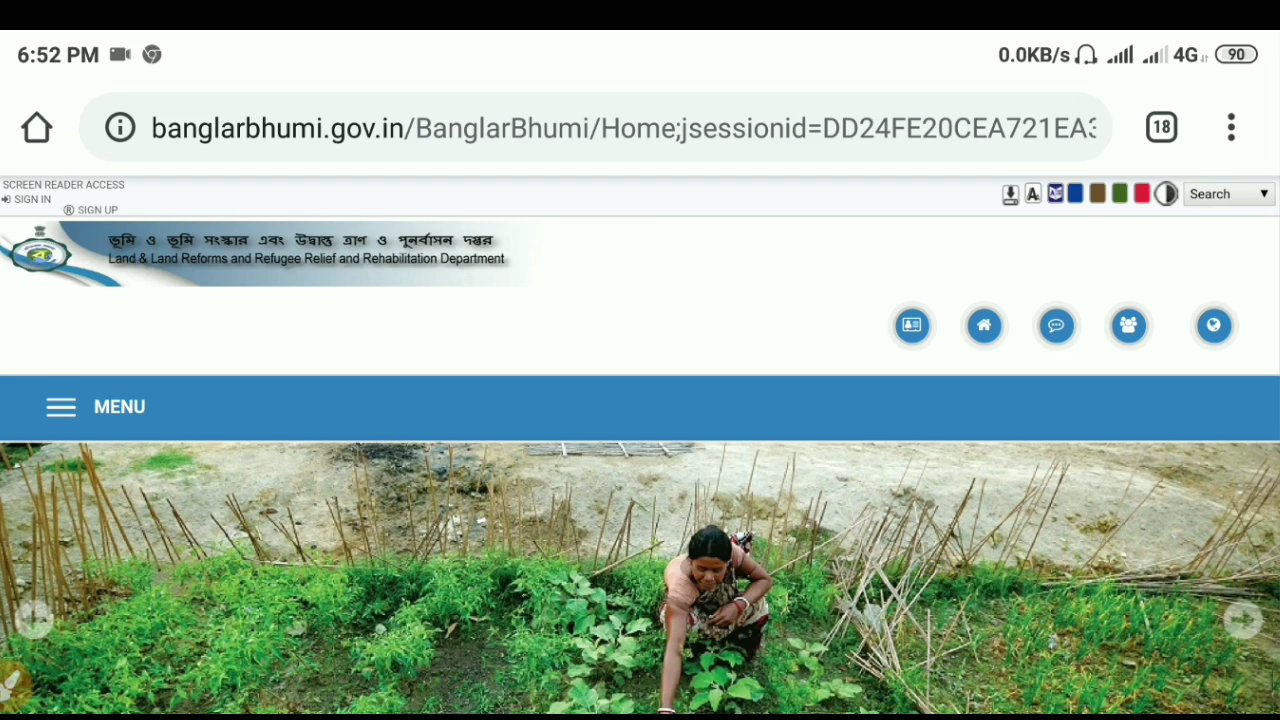 6:52 PM
0.0KB/s 4G 90
banglarbhumi.gov.in/BanglarBhumi/Home;jsessionid=DD24FE20CEA721EA3
18
SCREEN READER ACCESS
SIGN IN
® SIGN UP
A
Search
ভূমি ও ভূমি সংস্কার এবং উদ্বাস্তু ত্রাণ ও পুনর্বাসন দপ্তর
Land & Land Reforms and Refugee Relief and Rehabilitation Department
MENU